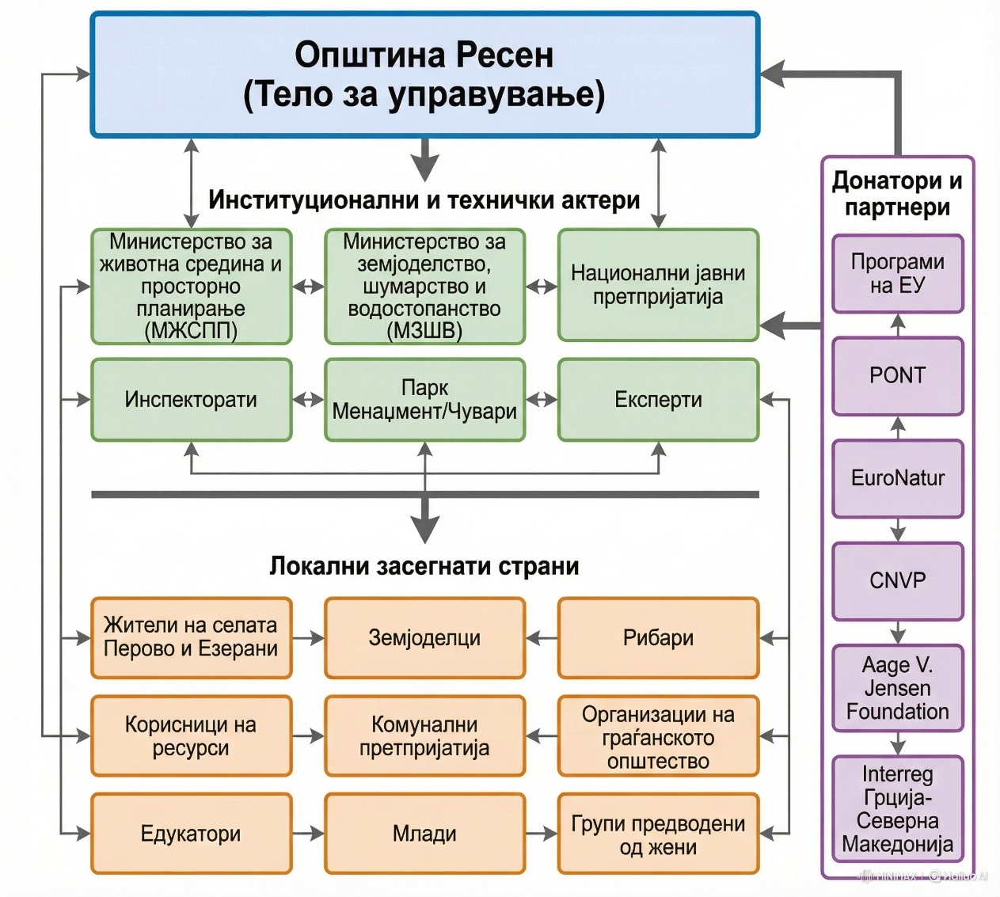 Општина Ресен
(Тело за управување)
Институционални и технички актери
Министерство за
животна средина и
просторно
планирање
(МЖСПП)
Министерство за
земјоделство,
шумарство и
водостопанство
(МЗШВ)
Национални јавни
претпријатија
Инспекторати
Парк
Менаџмент/Чувари
Експерти
Локални засегнати страни
Жители на селата
Перово и Езерани
Земјоделци
Рибари
Корисници на
ресурси
Комунални
претпријатија
Организации на
граѓанското
општество
Едукатори
Млади
Групи предводени
од жени
Донатори и
партнери
Програми
на ЕУ
PONT
EuroNatur
CNVP
Aage V.
Jensen
Foundation
Interreg
Грција-
Северна
Македонија
MINIMAX | Hailuo AI